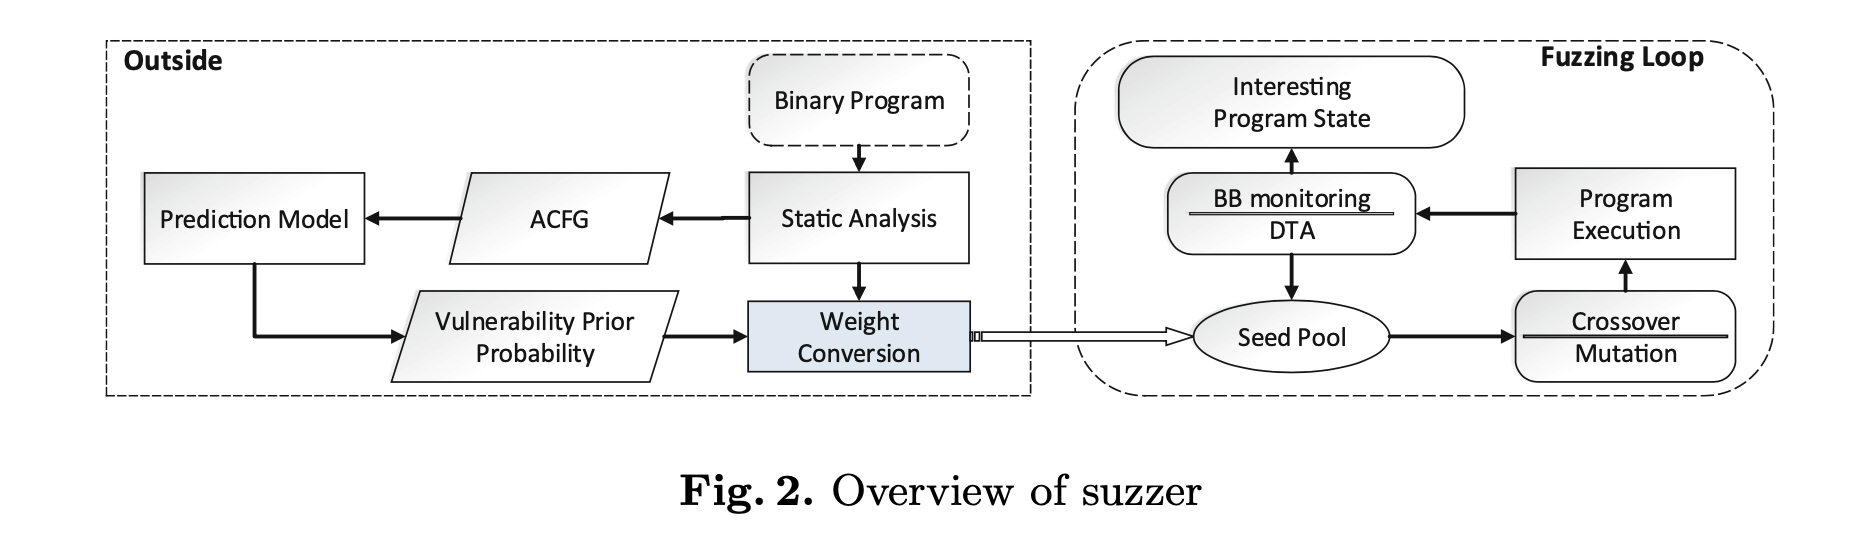 Outside
Binary Program
Prediction Model
ACFG
Static Analysis
Vulnerability Prior
Probability
Weight
Conversion
Fuzzing Loop
Interesting
Program State
BB monitoring
DTA
Program
Execution
Seed Pool
Crossover
Mutation
Fig. 2. Overview of suzzer